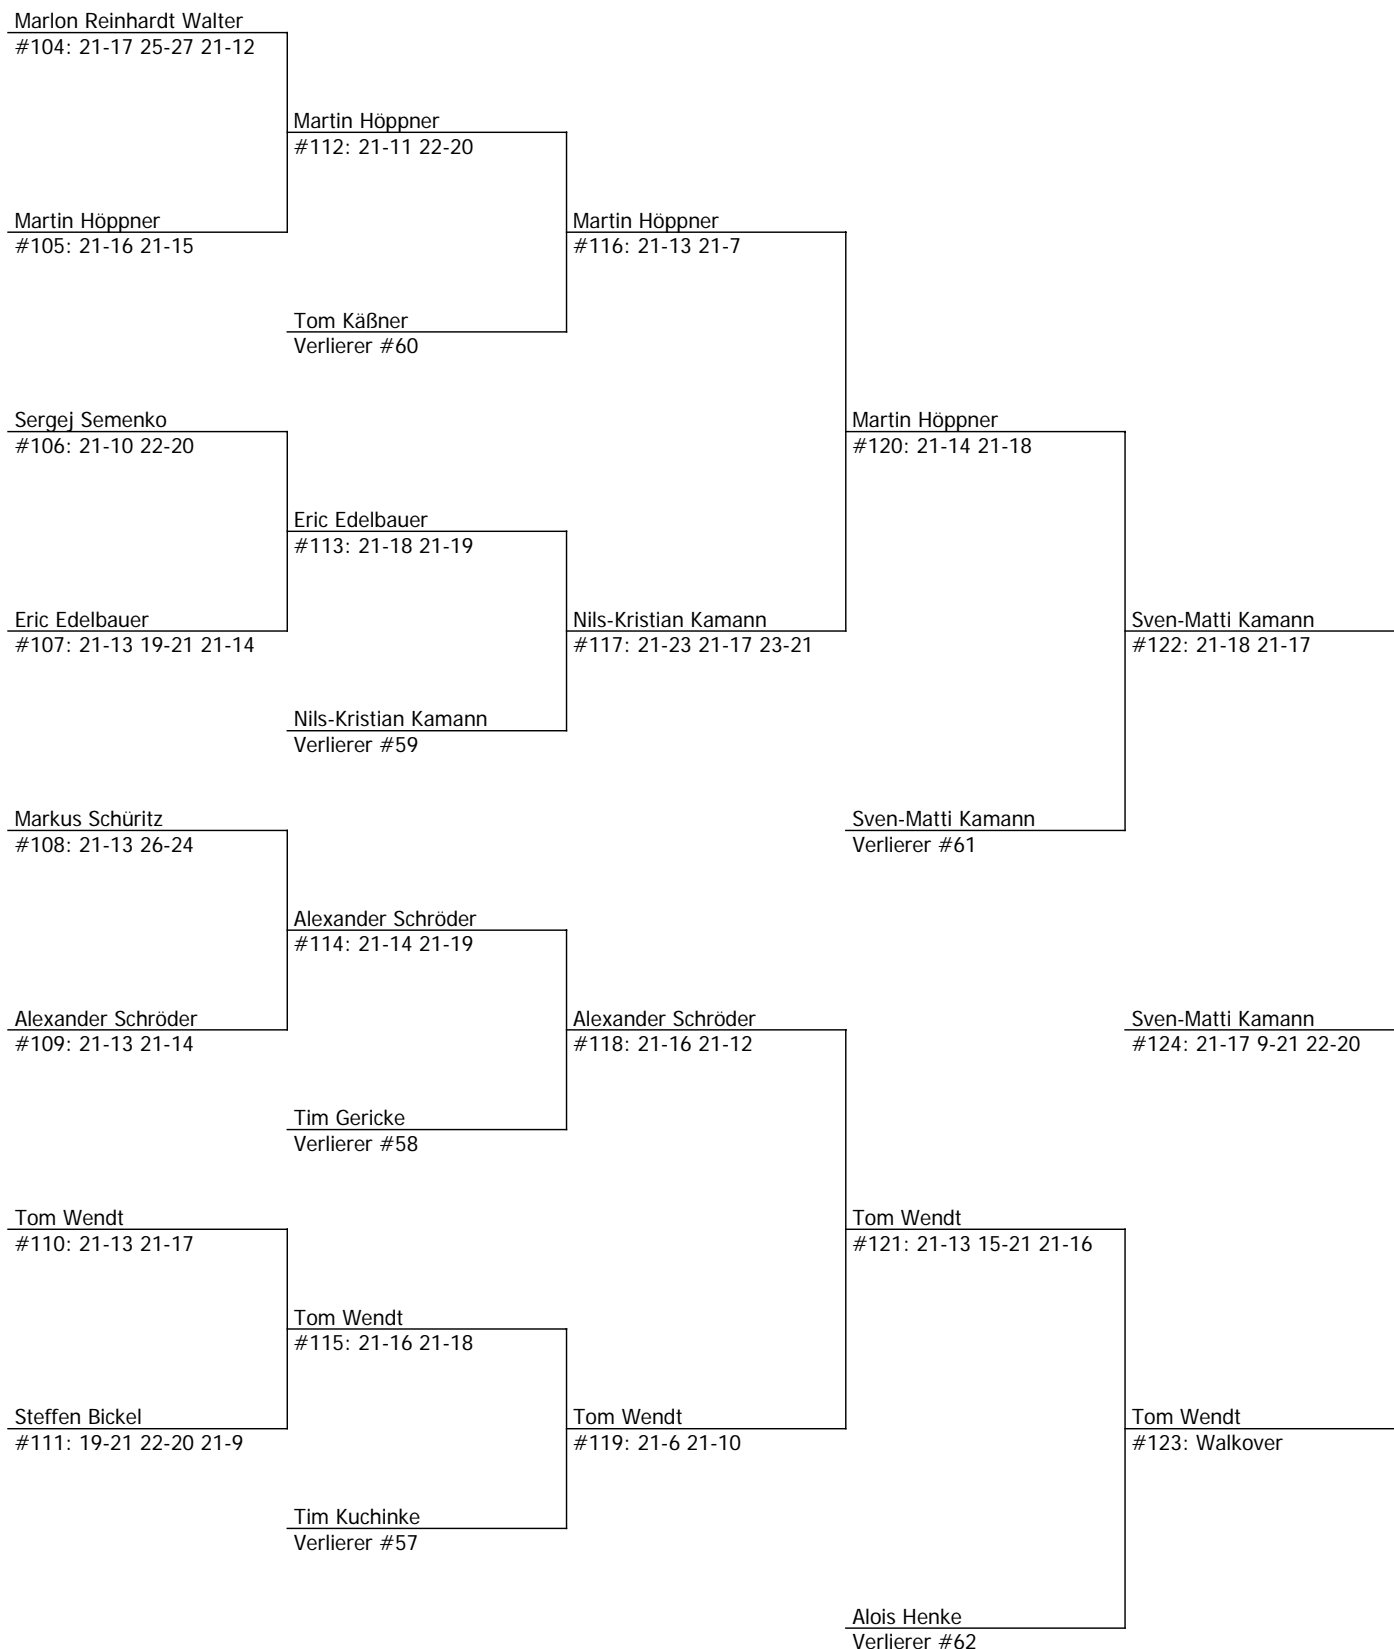 Marlon Reinhardt Walter
#104: 21-17 25-27 21-12
Martin Höppner
#112: 21-11 22-20
Martin Höppner
#105: 21-16 21-15
Martin Höppner
#116: 21-13 21-7
Tom Käßner
Verlierer #60
Sergej Semenko
#106: 21-10 22-20
Martin Höppner
#120: 21-14 21-18
Eric Edelbauer
#113: 21-18 21-19
Eric Edelbauer
#107: 21-13 19-21 21-14
Nils-Kristian Kamann
#117: 21-23 21-17 23-21
Sven-Matti Kamann
#122: 21-18 21-17
Nils-Kristian Kamann
Verlierer #59
Markus Schüritz
#108: 21-13 26-24
Sven-Matti Kamann
Verlierer #61
Alexander Schröder
#114: 21-14 21-19
Alexander Schröder
#109: 21-13 21-14
Alexander Schröder
#118: 21-16 21-12
Sven-Matti Kamann
#124: 21-17 9-21 22-20
Tim Gericke
Verlierer #58
Tom Wendt
#110: 21-13 21-17
Tom Wendt
#121: 21-13 15-21 21-16
Tom Wendt
#115: 21-16 21-18
Steffen Bickel
#111: 19-21 22-20 21-9
Tom Wendt
#119: 21-6 21-10
Tom Wendt
#123: Walkover
Tim Kuchinke
Verlierer #57
Alois Henke
Verlierer #62